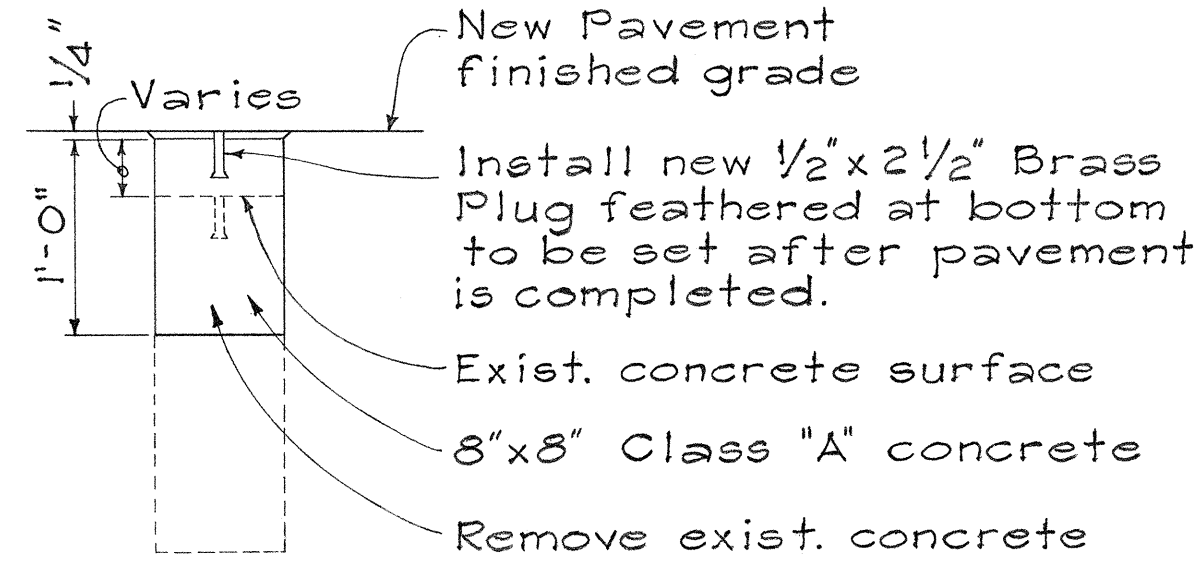 1/4"
New Pavement
finished grade
Varies
Install new 1/2" x 2 1/2" Brass
Plug feathered at bottom
to be set after pavement
is completed.
1'-0"
Exist. concrete surface
8"x8" Class "A" concrete
Remove exist. concrete